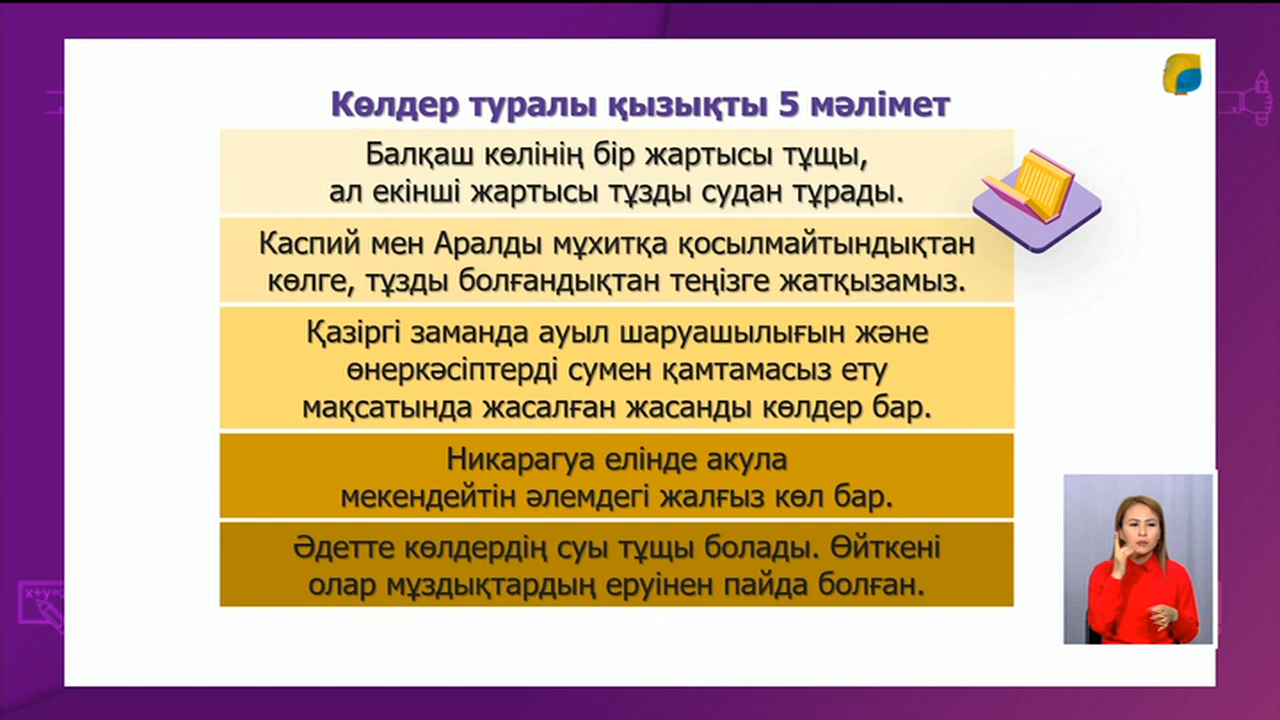 Көлдер туралы қызықты 5 мәлімет
Балқаш көлінің бір жартысы тұщы,
ал екінші жартысы тұзды судан тұрады.
Каспий мен Аралды мұхитқа қосылмайтындықтан
көлге, тұзды болғандықтан теңізге жатқызамыз.
Қазіргі заманда ауыл шаруашылығын және
өнеркәсіптерді сумен қамтамасыз ету
мақсатында жасалған жасанды көлдер бар.
Никарагуа елінде акула
мекендейтін әлемдегі жалғыз көл бар.
Әдетте көлдердің суы тұщы болады. Өйткені
олар мұздықтардың еруінен пайда болған.